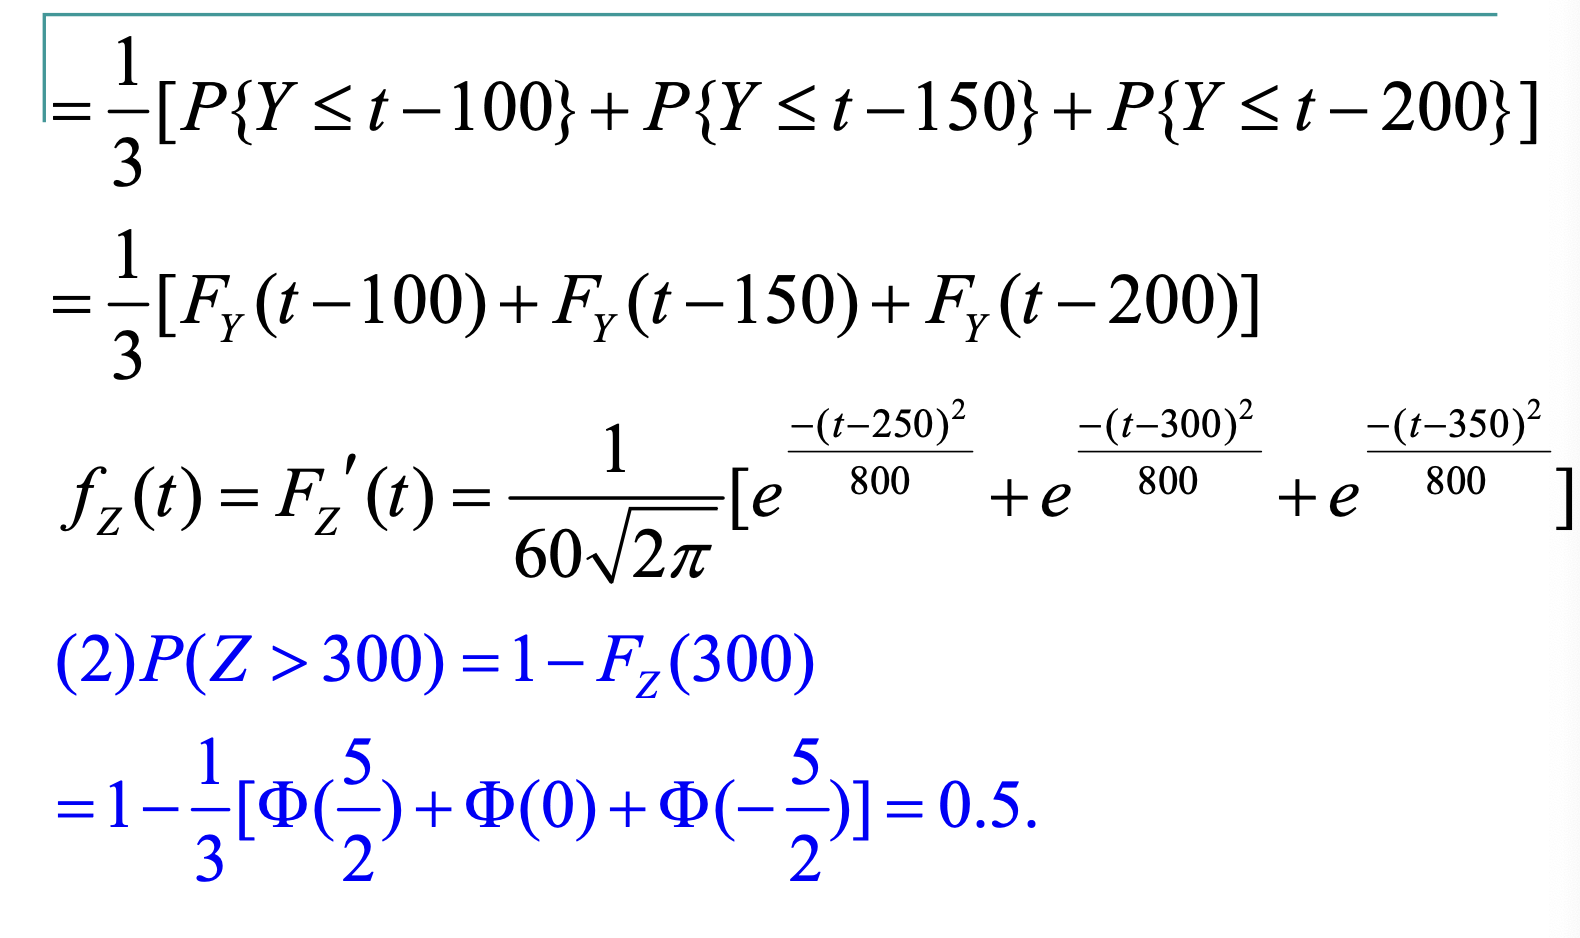 = 1/3 [P{Y ≤ t − 100} + P{Y ≤ t − 150} + P{Y ≤ t − 200}]
= 1/3 [F_Y(t − 100) + F_Y(t − 150) + F_Y(t − 200)]
f_Z(t) = F_Z′(t) = 1/(60√(2π)) [e^(−(t−250)²/800) + e^(−(t−300)²/800) + e^(−(t−350)²/800)]
(2)P(Z > 300) = 1 − F_Z(300)
= 1 − 1/3 [Φ(5/2) + Φ(0) + Φ(−5/2)] = 0.5.